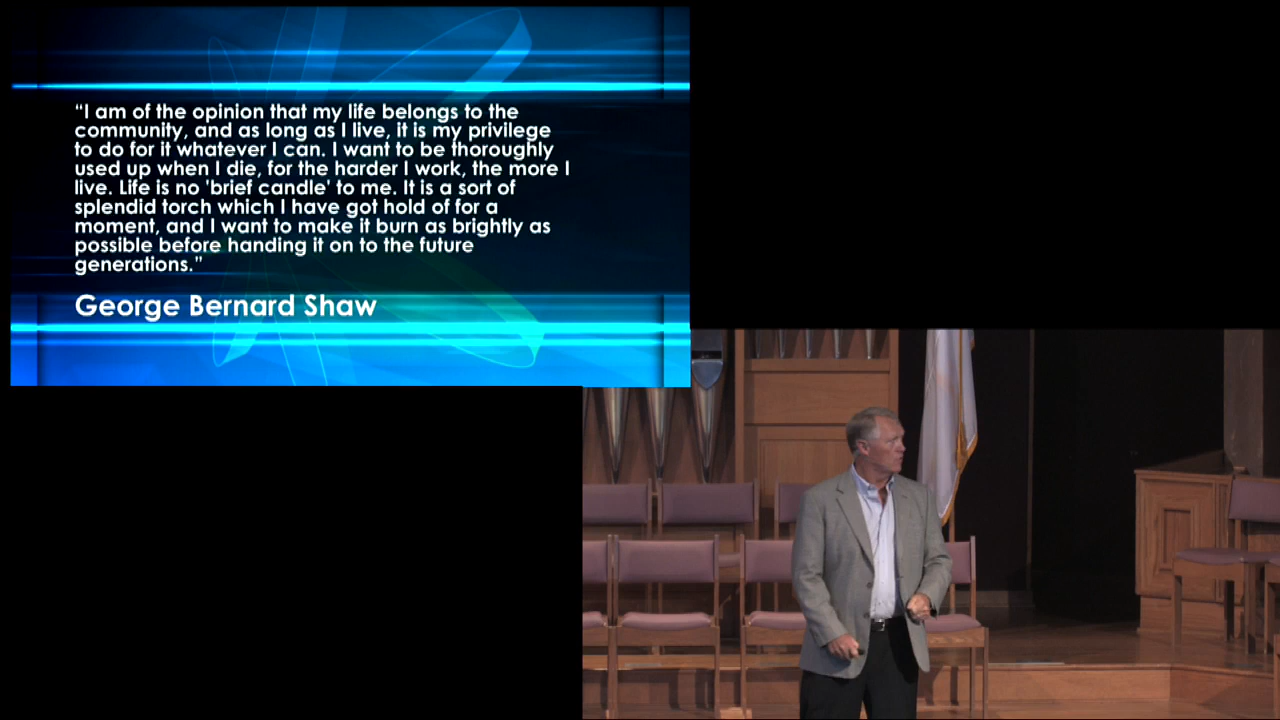 “I am of the opinion that my life belongs to the
community, and as long as I live, it is my privilege
to do for it whatever I can. I want to be thoroughly
used up when I die, for the harder I work, the more I
live. Life is no 'brief candle' to me. It is a sort of
splendid torch which I have got hold of for a
moment, and I want to make it burn as brightly as
possible before handing it on to the future
generations.”
George Bernard Shaw